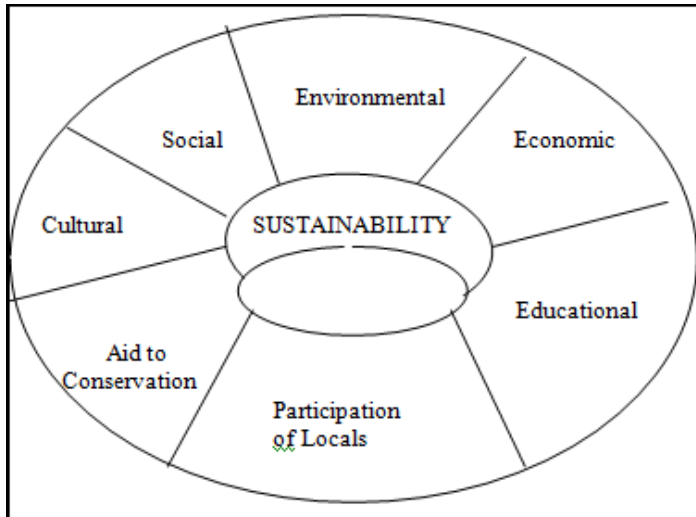 Environmental
Social
Economic
Cultural
SUSTAINABILITY
Educational
Aid to
Conservation
Participation
of Locals